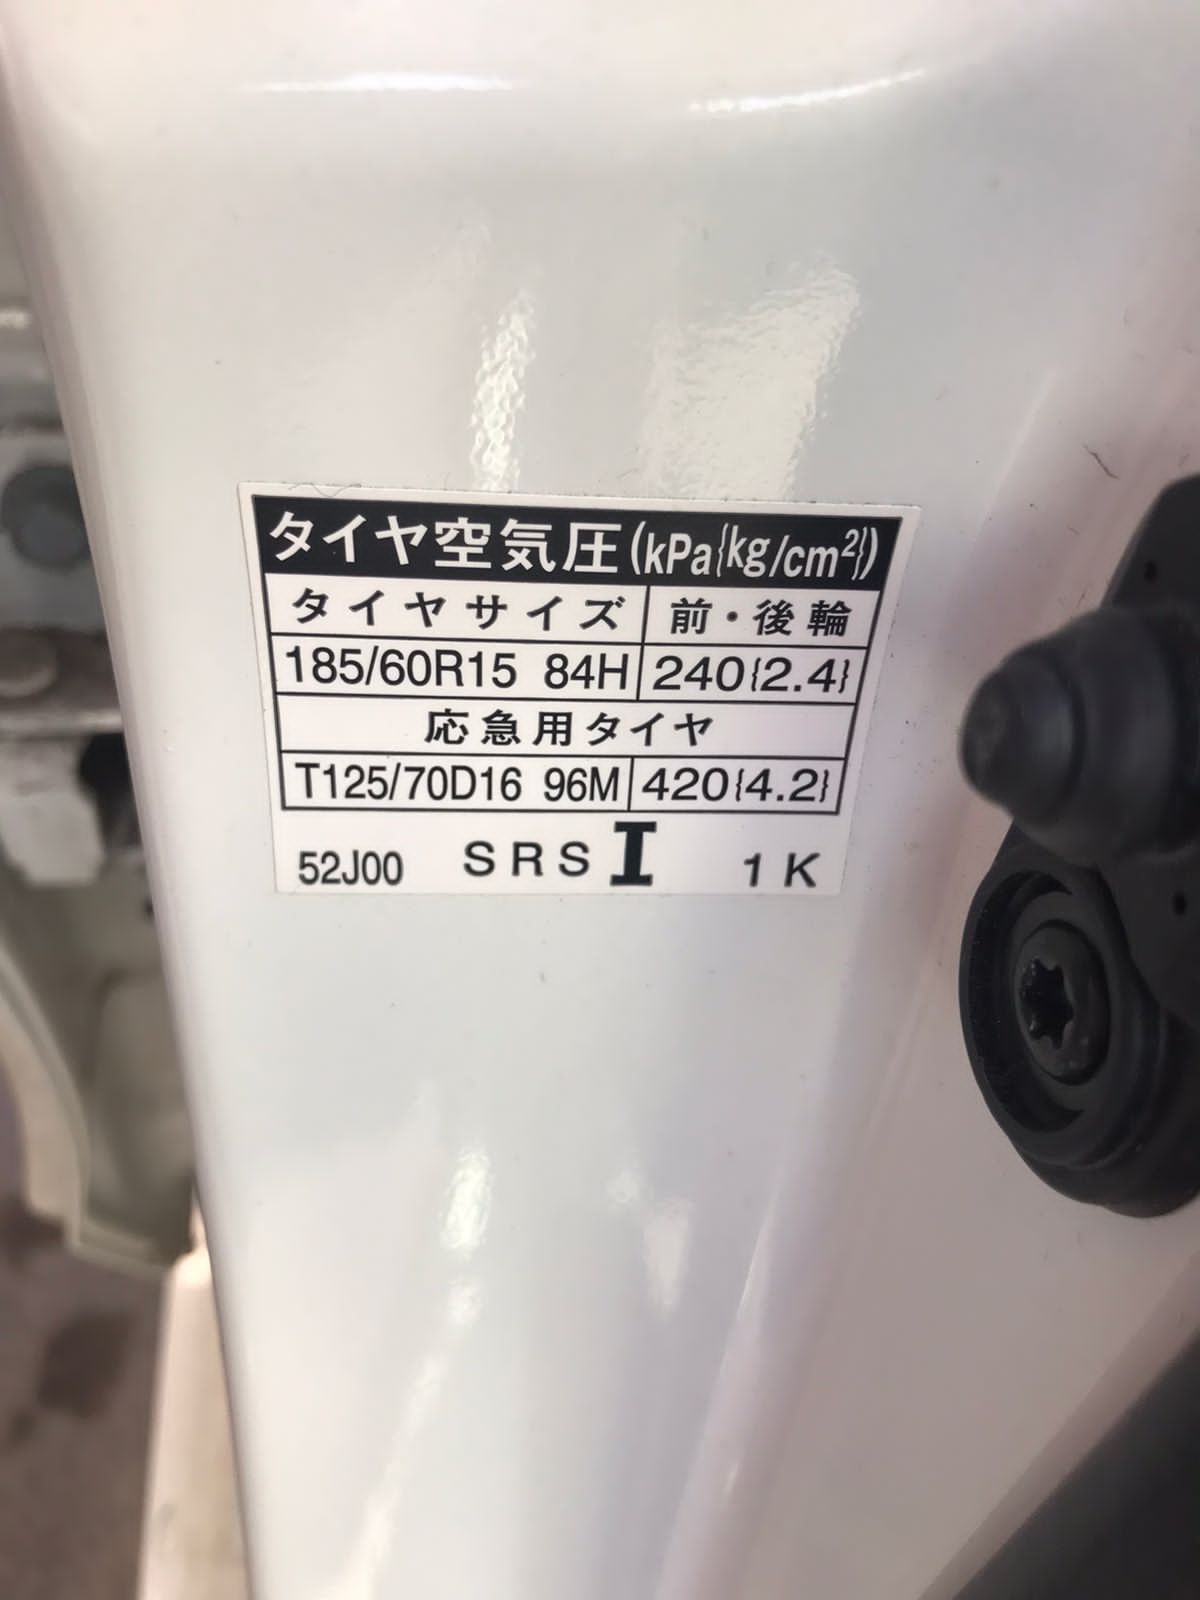 タイヤ空気圧(kPa{kg/cm²})
タイヤサイズ 前・後輪
185/60R15 84H 240{2.4}
応急用タイヤ
T125/70D16 96M 420{4.2}
52J00 SRS I 1K